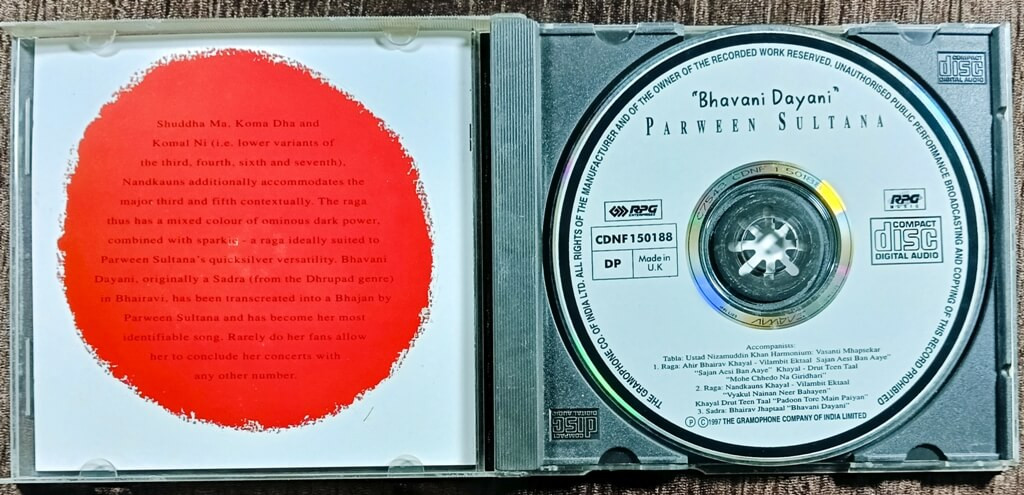 Shuddha Ma, Koma Dha and
Komal Ni (i.e. lower variants of
the third, fourth, sixth and seventh),
Nandkauns additionally accommodates the
major third and fifth contextually. The raga
thus has a mixed colour of ominous dark power,
combined with sparkle - a raga ideally suited to
Parween Sultana's quicksilver versatility. Bhavani
Dayani, originally a Sadra (from the Dhrupad genre)
in Bhairavi, has been transcreated into a Bhajan by
Parween Sultana and has become her most
identifiable song. Rarely do her fans allow
her to conclude her concerts with
any other number.
THE GRAMOPHONE CO. OF INDIA LTD. ALL RIGHTS OF THE MANUFACTURER AND OF THE OWNER OF THE RECORDED WORK RESERVED. UNAUTHORISED PUBLIC PERFORMANCE BROADCASTING AND COPYING OF THIS RECORD PROHIBITED
"Bhavani Dayani"
PARWEEN SULTANA
RPG
CDNF 150188
DP
Made in
U.K
RPG
MUSIC
COMPACT
disc
DIGITAL AUDIO
Accompanists:
Tabla: Ustad Nizamuddin Khan Harmonium: Vasanti Mhapsekar
1. Raga: Ahir Bhairav Khayal - Vilambit Ektaal Sajan Aesi Ban Aaye"
"Sajan Aesi Ban Aaye" Khayal - Drut Teen Taal
"Mohe Chhedo Na Giridhari"
2. Raga: Nandkauns Khayal - Vilambit Ektaal
"Vyakul Nainan Neer Bahayen"
Khayal Drut Teen Taal "Padoon Tore Main Paiyan"
3. Sadra: Bhairav Jhaptaal "Bhavani Dayani"
Ⓟ Ⓒ 1997 THE GRAMOPHONE COMPANY OF INDIA LIMITED
COMPACT
disc
DIGITAL AUDIO
COMPACT
disc
DIGITAL AUDIO